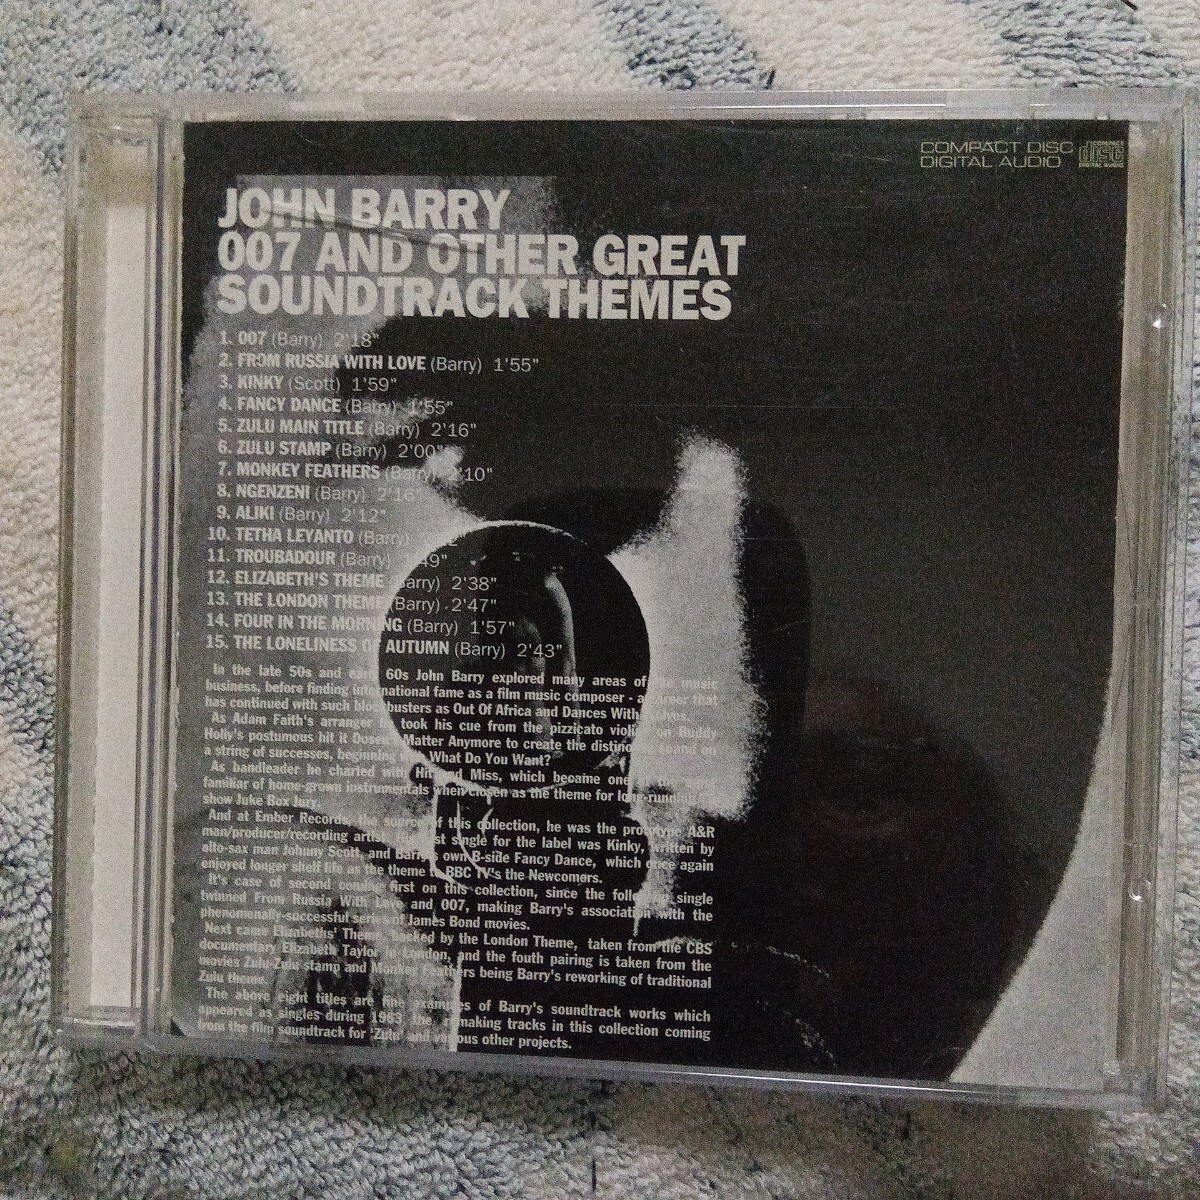 COMPACT DISC
DIGITAL AUDIO
COMPACT
disc
DIGITAL AUDIO
JOHN BARRY
007 AND OTHER GREAT
SOUNDTRACK THEMES
1. 007 (Barry) 2'18"
2. FROM RUSSIA WITH LOVE (Barry) 1'55"
3. KINKY (Scott) 1'59"
4. FANCY DANCE (Barry) 1'55"
5. ZULU MAIN TITLE (Barry) 2'16"
6. ZULU STAMP (Barry) 2'00"
7. MONKEY FEATHERS (Barry) 2'10"
8. NGENZENI (Barry) 2'16"
9. ALIKI (Barry) 2'12"
10. TETHA LEYANTO (Barry)
11. TROUBADOUR (Barry) 49"
12. ELIZABETH'S THEME (Barry) 2'38"
13. THE LONDON THEME (Barry) 2'47"
14. FOUR IN THE MORNING (Barry) 1'57"
15. THE LONELINESS OF AUTUMN (Barry) 2'43"
In the late 50s and early 60s John Barry explored many areas of the music
business, before finding international fame as a film music composer - a career that
has continued with such blockbusters as Out Of Africa and Dances With Wolves.
As Adam Faith's arranger he took his cue from the pizzicato violins on Buddy
Holly's postumous hit it Dosen't Matter Anymore to create the distinctive sound on
a string of successes, beginning with What Do You Want?
As bandleader he charted with Hit and Miss, which became one of the most
familiar of home-grown instrumentals when chosen as the theme for long-running
show Juke Box Jury.
And at Ember Records, the source of this collection, he was the prototype A&R
man/producer/recording artist. His first single for the label was Kinky, written by
alto-sax man Johnny Scott, and Barry's own B-side Fancy Dance, which once again
enjoyed longer shelf life as the theme to BBC TV's the Newcomers.
It's case of second coming first on this collection, since the following single
twinned From Russia With Love and 007, making Barry's association with the
phenomenally-successful series of James Bond movies.
Next came Elizabeths' Theme, backed by the London Theme, taken from the CBS
documentary Elizabeth Taylor in London, and the fouth pairing is taken from the
movies Zulu-Zulu stamp and Monkey Feathers being Barry's reworking of traditional
Zulu theme.
The above eight titles are fine examples of Barry's soundtrack works which
appeared as singles during 1963 the remaking tracks in this collection coming
from the film soundtrack for 'Zulu' and various other projects.